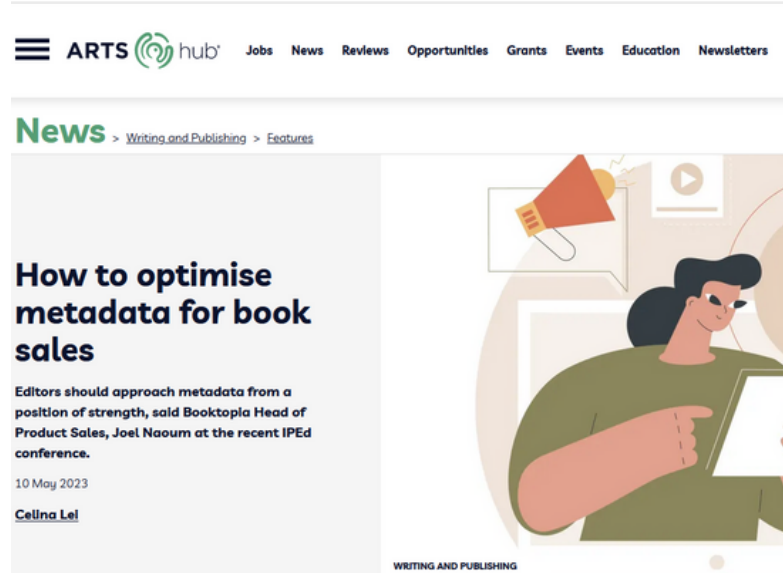 ARTS hub
Jobs News Reviews Opportunities Grants Events Education Newsletters
News > Writing and Publishing > Features
How to optimise
metadata for book
sales
Editors should approach metadata from a
position of strength, said Booktopia Head of
Product Sales, Joel Naoum at the recent IPEd
conference.
10 May 2023
Celina Lei
WRITING AND PUBLISHING